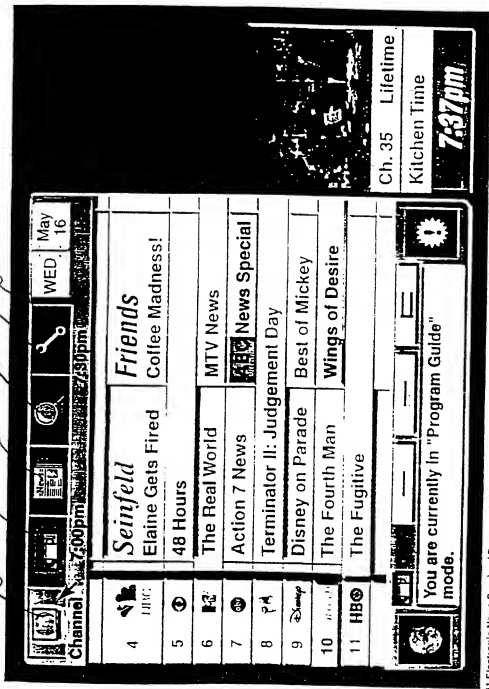 WED. May 16
Channel 7:00pm 7:30pm
4 NBC Seinfeld Friends
Elaine Gets Fired Coffee Madness!
5 48 Hours
6 The Real World MTV News
7 Action 7 News ABC News Special
8 Terminator II: Judgement Day
9 Disney Disney on Parade Best of Mickey
10 The Fourth Man Wings of Desire
11 HBO The Fugitive
You are currently in "Program Guide"
mode.
Ch. 35 Lifetime
Kitchen Time
7:37pm